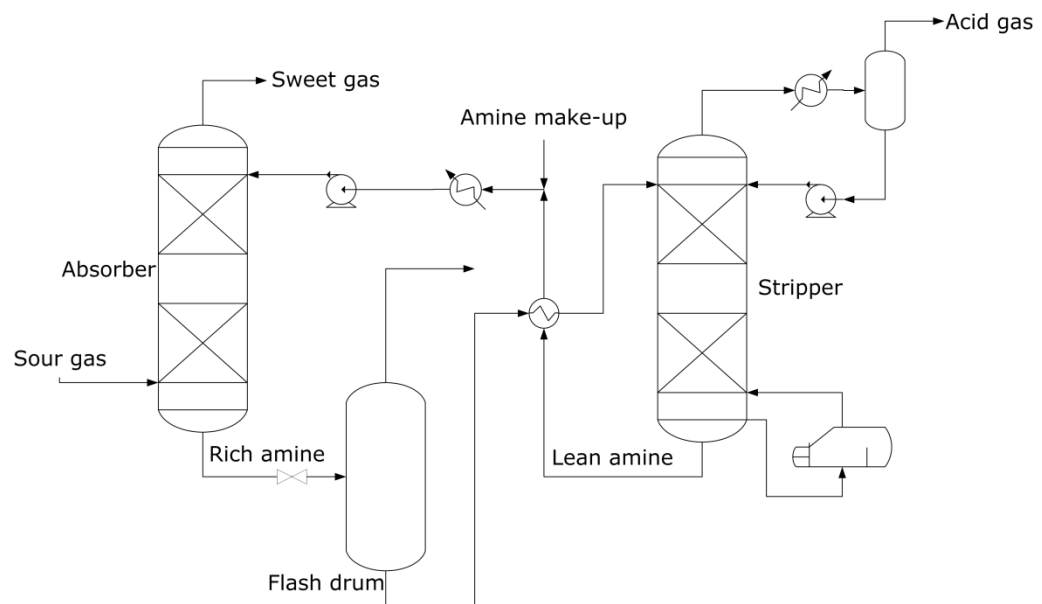 Acid gas
Sweet gas
Amine make-up
Absorber
Stripper
Sour gas
Rich amine
Lean amine
Flash drum